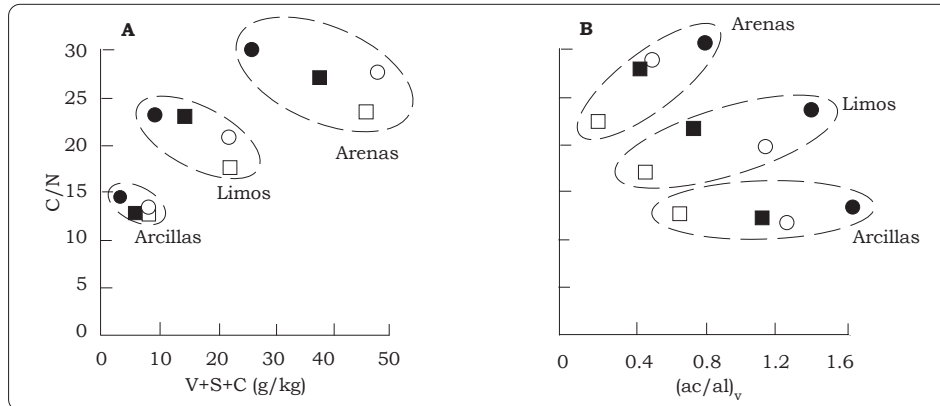 A
C/N
30
25
20
15
10
5
0
Arenas
Limos
Arcillas
0 10 20 30 40 50
V+S+C (g/kg)
B
Arenas
Limos
Arcillas
0 0.4 0.8 1.2 1.6
(ac/al)v